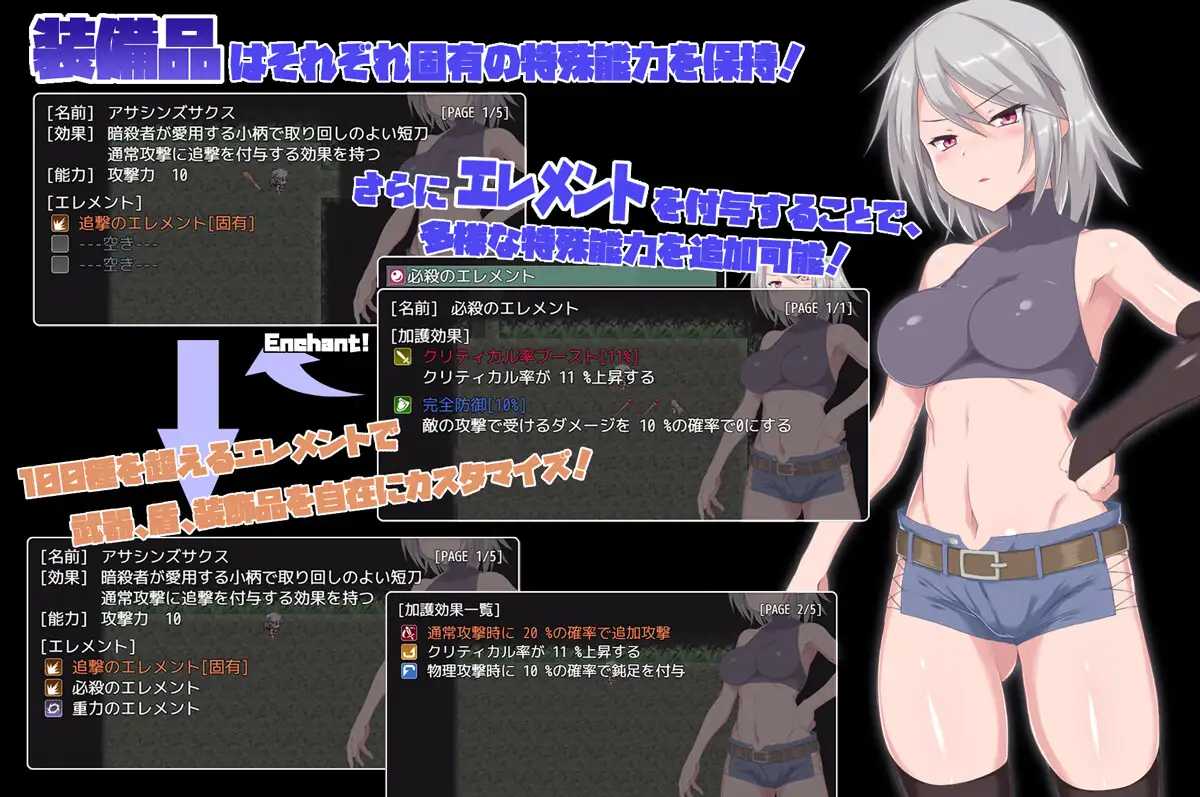 装備品はそれぞれ固有の特殊能力を保持!
[名前] アサシンズサクス [PAGE 1/5]
[効果] 暗殺者が愛用する小柄で取り回しのよい短刀
通常攻撃に追撃を付与する効果を持つ
[能力] 攻撃力 10
[エレメント]
追撃のエレメント[固有]
---空き---
---空き---
さらにエレメントを付与することで、
多様な特殊能力を追加可能!
必殺のエレメント
[名前] 必殺のエレメント [PAGE 1/1]
[加護効果]
クリティカル率ブースト[11%]
クリティカル率が 11 %上昇する
完全防御[10%]
敵の攻撃で受けるダメージを 10 %の確率で0にする
Enchant!
100種を超えるエレメントで
武器、盾、装飾品を自在にカスタマイズ!
[名前] アサシンズサクス [PAGE 1/5]
[効果] 暗殺者が愛用する小柄で取り回しのよい短刀
通常攻撃に追撃を付与する効果を持つ
[能力] 攻撃力 10
[エレメント]
追撃のエレメント[固有]
必殺のエレメント
重力のエレメント
[加護効果一覧] [PAGE 2/5]
通常攻撃時に 20 %の確率で追加攻撃
クリティカル率が 11 %上昇する
物理攻撃時に 10 %の確率で鈍足を付与